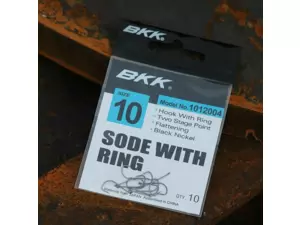 BKK®
SIZE
10
Model No. 1012004
· Hook With Ring
· Two Stage Point
· Flattening
· Black Nickel
SODE WITH
RING
QTY. 10